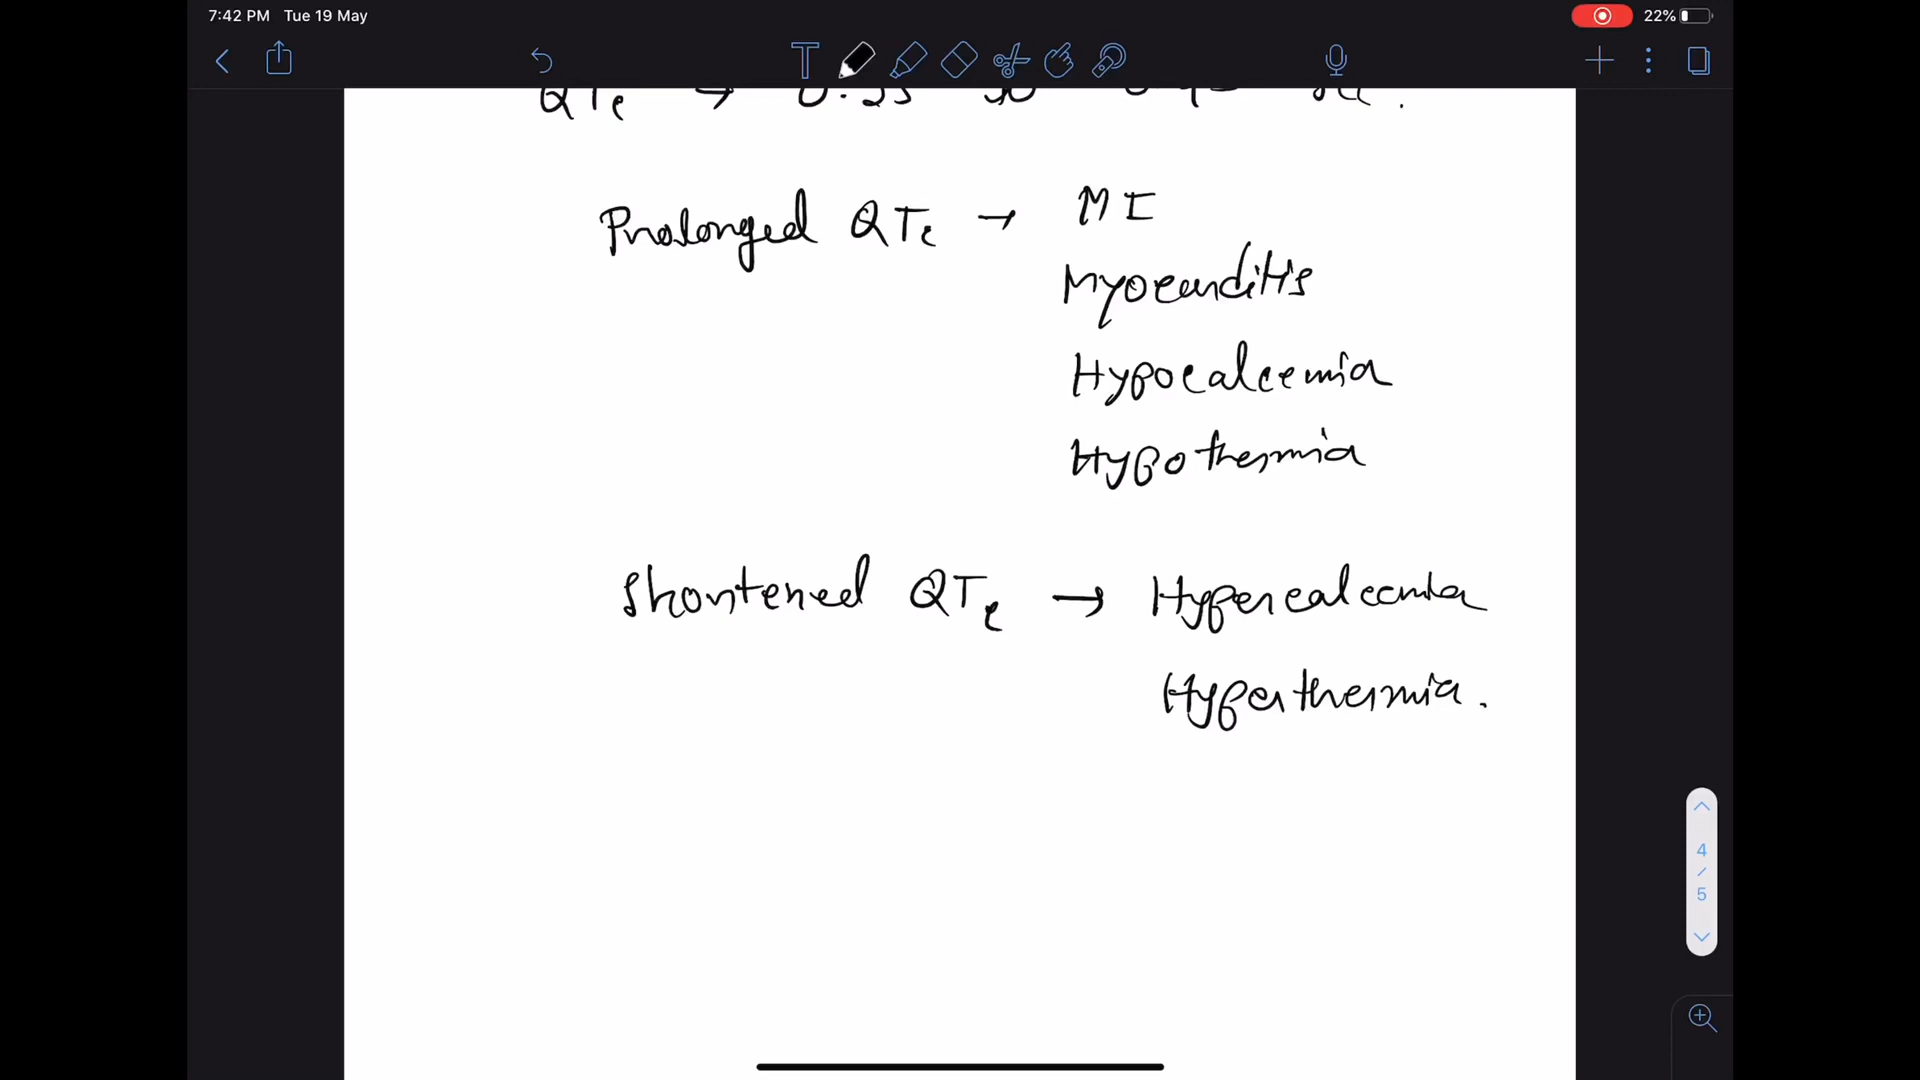 7:42 PM Tue 19 May
22%
T
QTc →
Prolonged QTc → MI
Myocarditis
Hypocalcemia
Hypothermia
Shortened QTc → Hypercalcemia
Hyperthermia.
4
/
5